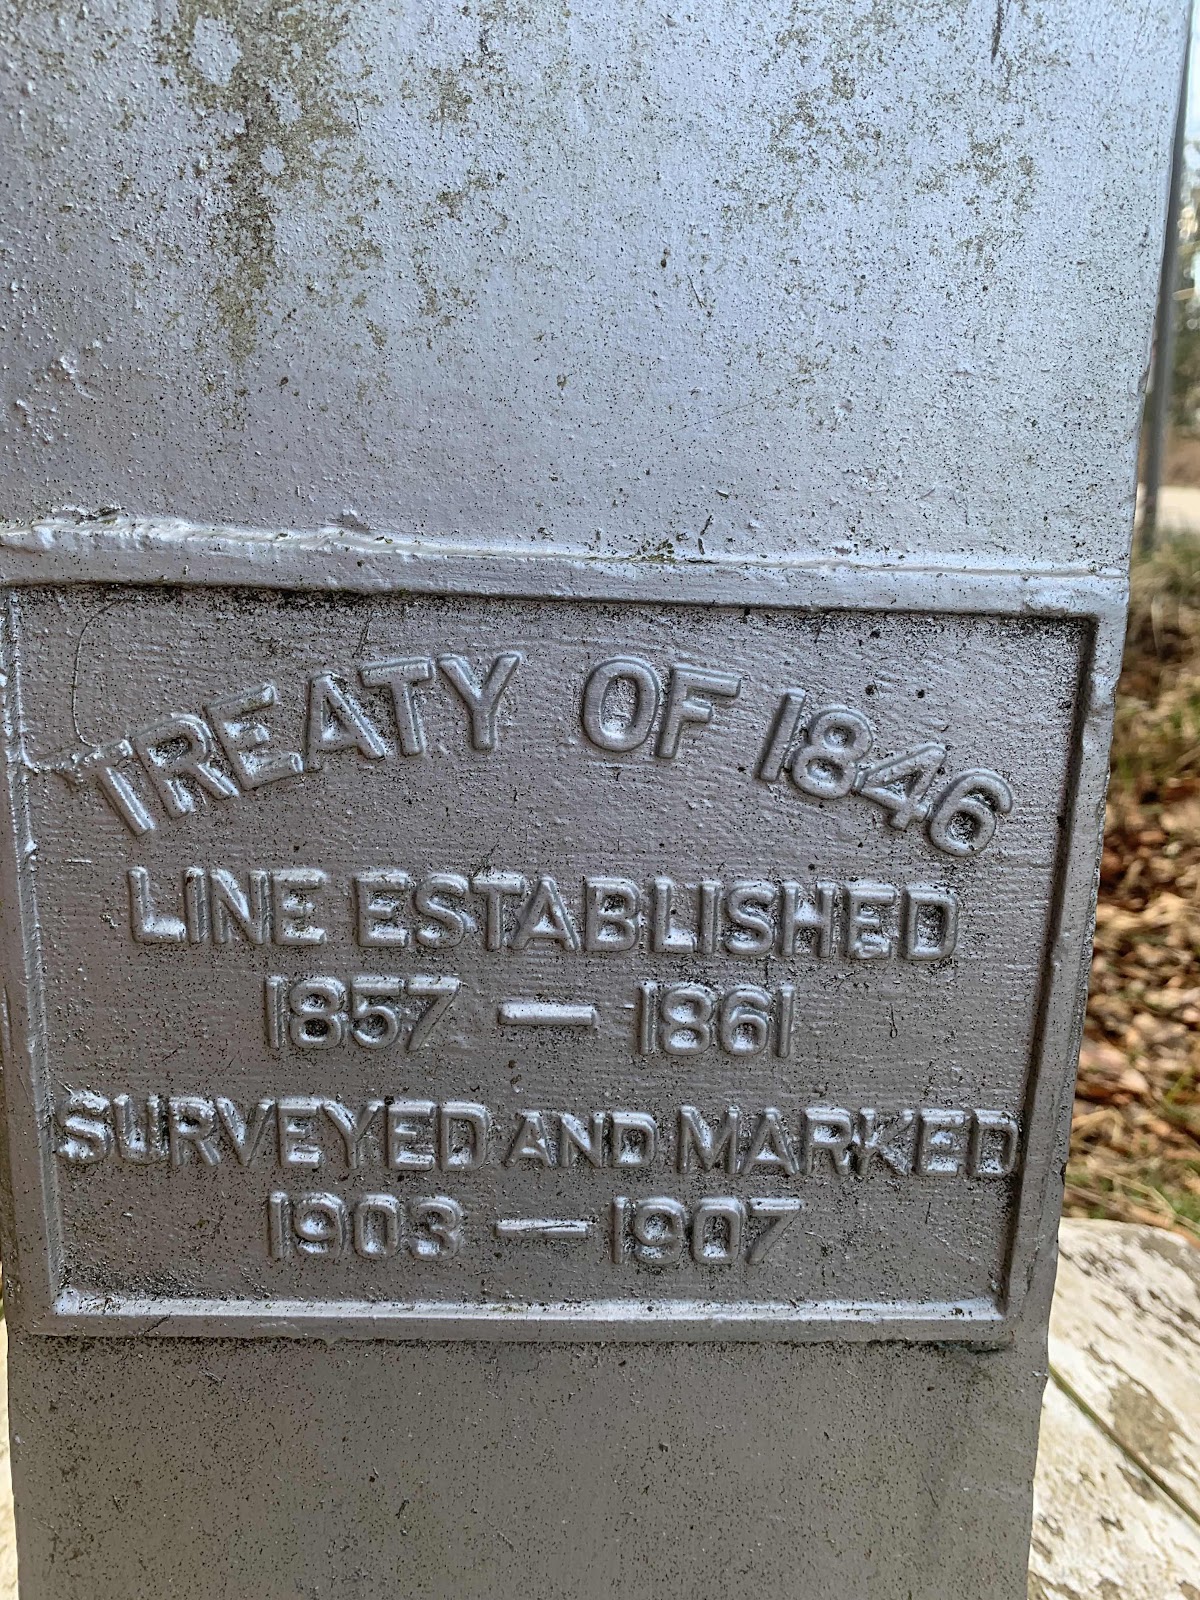 TREATY OF 1846
LINE ESTABLISHED
1857 — 1861
SURVEYED AND MARKED
1903 — 1907